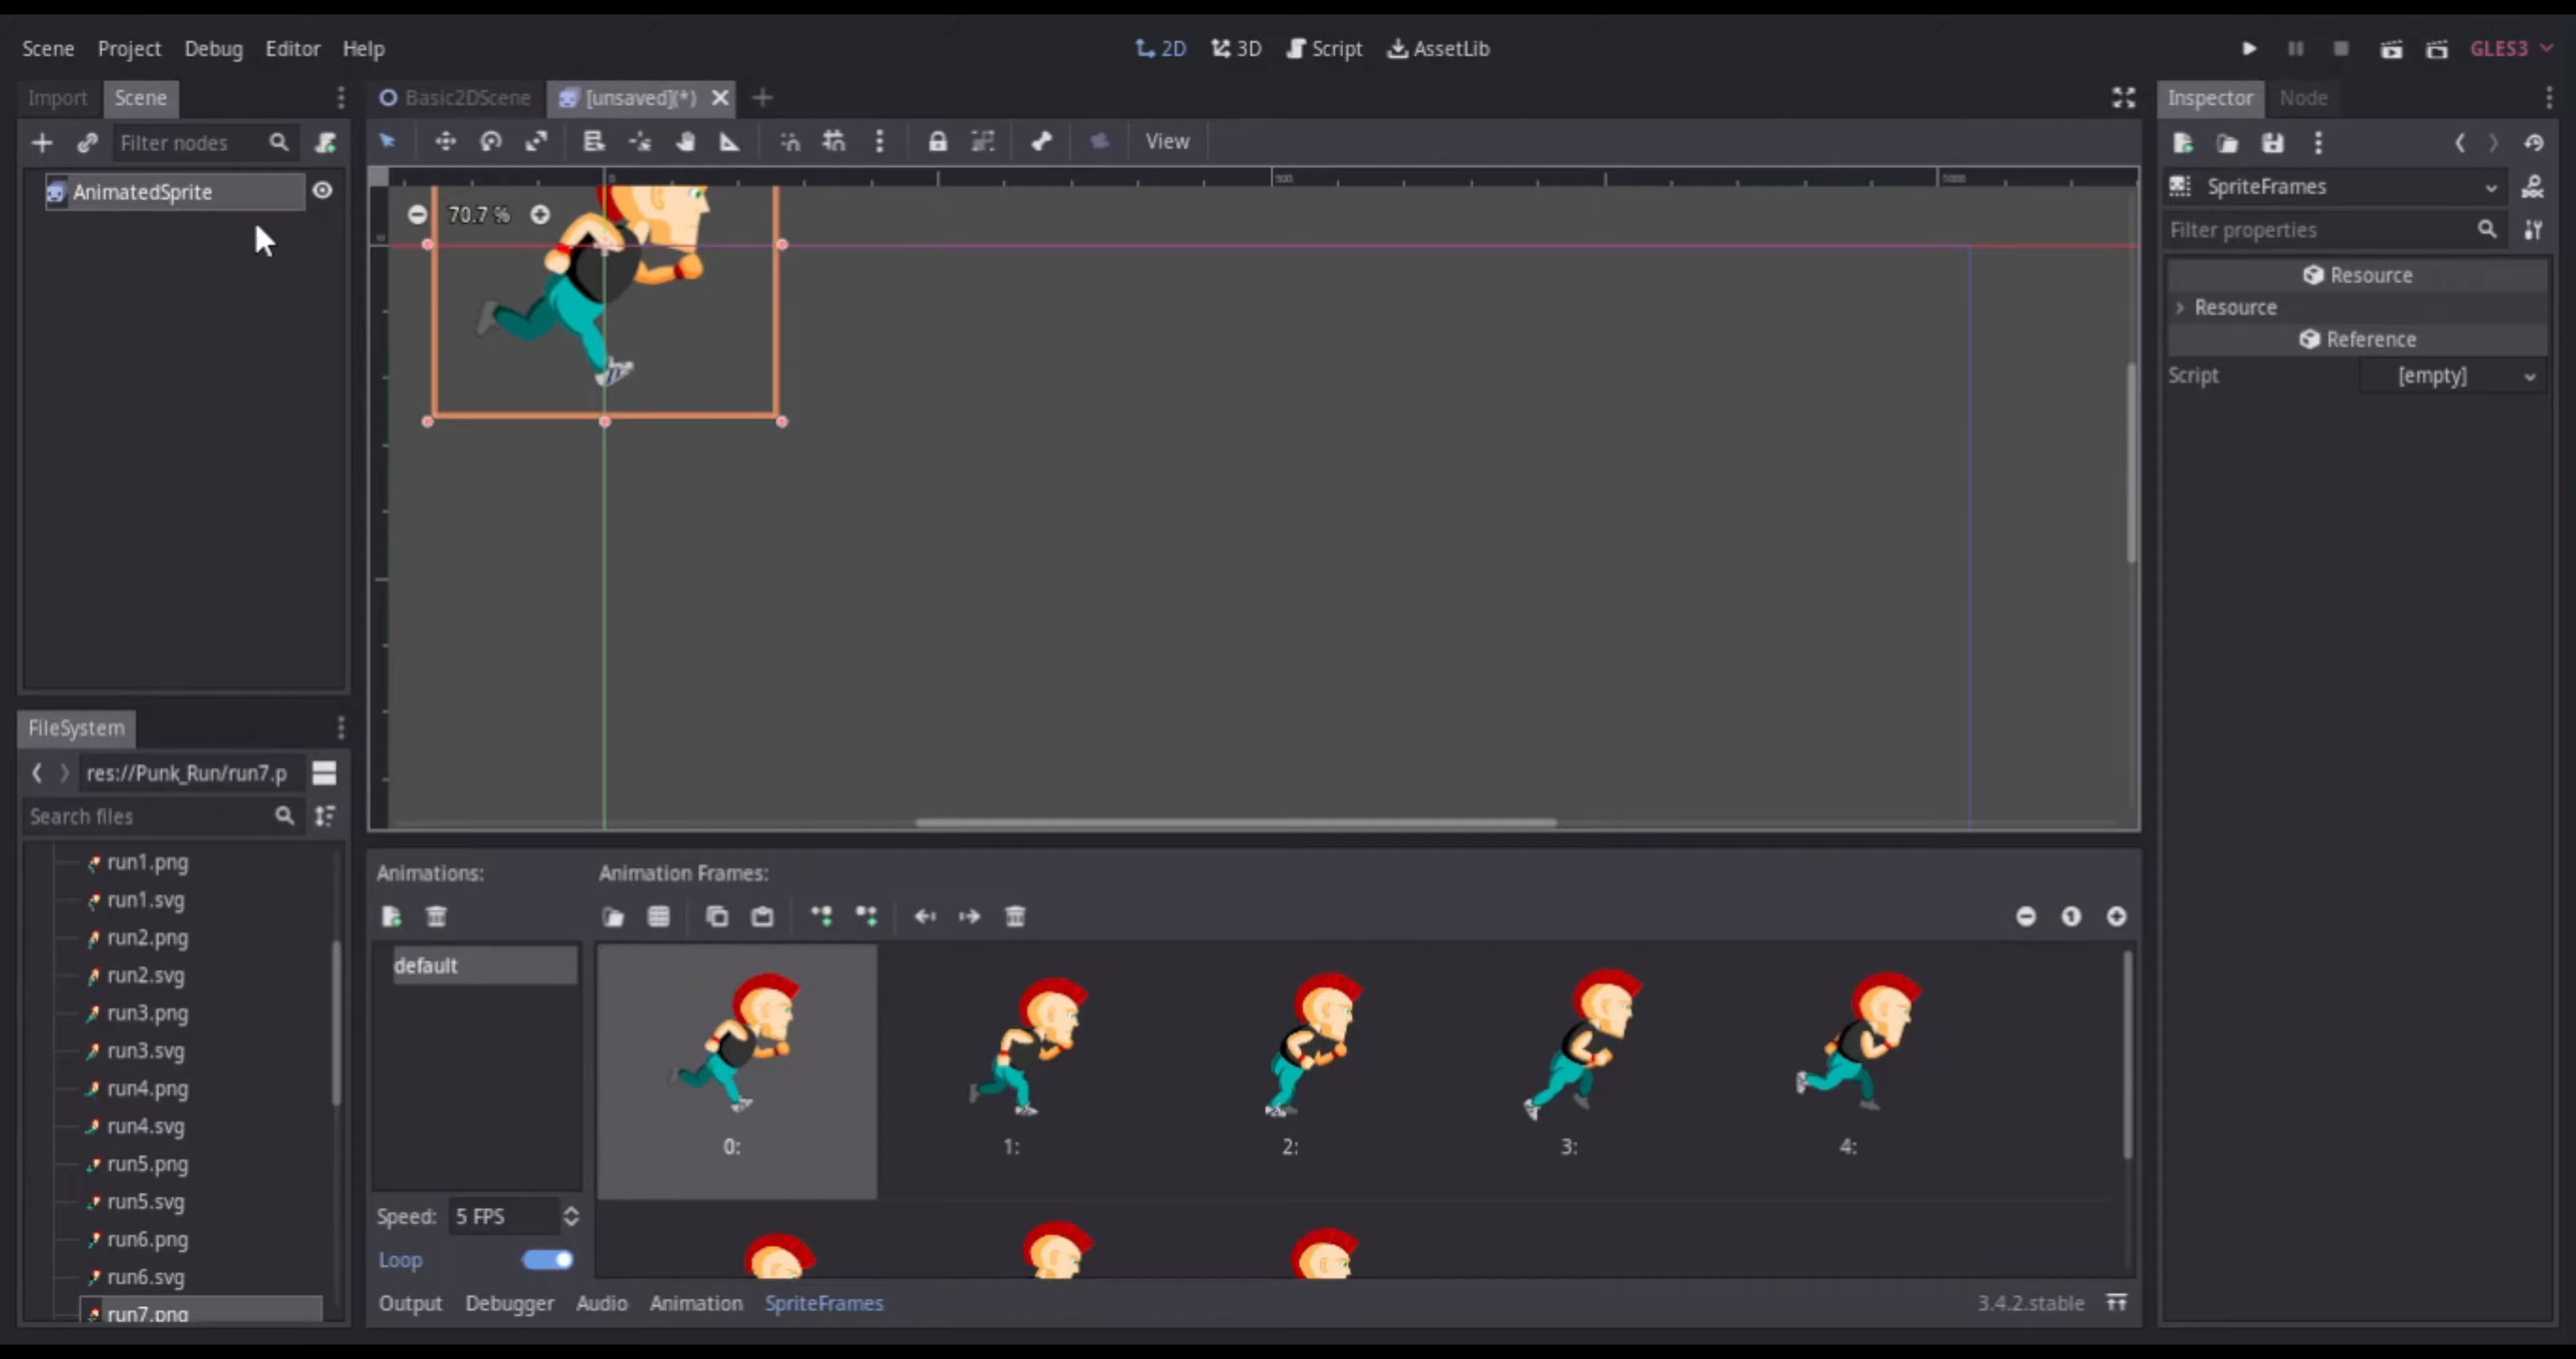 Scene Project Debug Editor Help
2D 3D Script AssetLib
GLES3
Import Scene
Filter nodes
AnimatedSprite
Basic2DScene [unsaved](*)
View
0 500 1000
70.7 %
0
Inspector Node
SpriteFrames
Filter properties
Resource
Resource
Reference
Script [empty]
FileSystem
res://Punk_Run/run7.p
Search files
run1.png
run1.svg
run2.png
run2.svg
run3.png
run3.svg
run4.png
run4.svg
run5.png
run5.svg
run6.png
run6.svg
run7.png
Animations:
default
Speed: 5 FPS
Loop
Animation Frames:
0: 1: 2: 3: 4:
Output Debugger Audio Animation SpriteFrames
3.4.2.stable